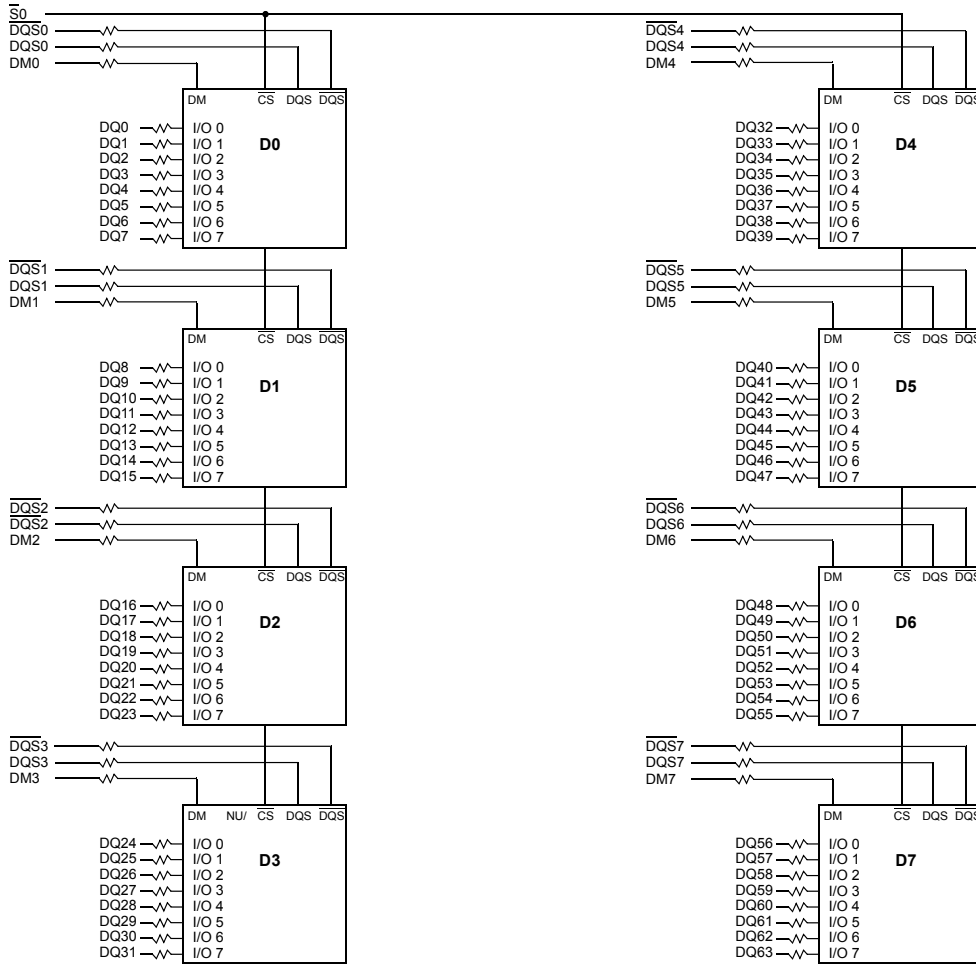 S0
DQS0
DQS0
DM0
DM CS DQS DQS
D0
DQ0 I/O 0
DQ1 I/O 1
DQ2 I/O 2
DQ3 I/O 3
DQ4 I/O 4
DQ5 I/O 5
DQ6 I/O 6
DQ7 I/O 7
DQS1
DQS1
DM1
DM CS DQS DQS
D1
DQ8 I/O 0
DQ9 I/O 1
DQ10 I/O 2
DQ11 I/O 3
DQ12 I/O 4
DQ13 I/O 5
DQ14 I/O 6
DQ15 I/O 7
DQS2
DQS2
DM2
DM CS DQS DQS
D2
DQ16 I/O 0
DQ17 I/O 1
DQ18 I/O 2
DQ19 I/O 3
DQ20 I/O 4
DQ21 I/O 5
DQ22 I/O 6
DQ23 I/O 7
DQS3
DQS3
DM3
DM NU/ CS DQS DQS
D3
DQ24 I/O 0
DQ25 I/O 1
DQ26 I/O 2
DQ27 I/O 3
DQ28 I/O 4
DQ29 I/O 5
DQ30 I/O 6
DQ31 I/O 7
DQS4
DQS4
DM4
DM CS DQS DQS
D4
DQ32 I/O 0
DQ33 I/O 1
DQ34 I/O 2
DQ35 I/O 3
DQ36 I/O 4
DQ37 I/O 5
DQ38 I/O 6
DQ39 I/O 7
DQS5
DQS5
DM5
DM CS DQS DQS
D5
DQ40 I/O 0
DQ41 I/O 1
DQ42 I/O 2
DQ43 I/O 3
DQ44 I/O 4
DQ45 I/O 5
DQ46 I/O 6
DQ47 I/O 7
DQS6
DQS6
DM6
DM CS DQS DQS
D6
DQ48 I/O 0
DQ49 I/O 1
DQ50 I/O 2
DQ51 I/O 3
DQ52 I/O 4
DQ53 I/O 5
DQ54 I/O 6
DQ55 I/O 7
DQS7
DQS7
DM7
DM CS DQS DQS
D7
DQ56 I/O 0
DQ57 I/O 1
DQ58 I/O 2
DQ59 I/O 3
DQ60 I/O 4
DQ61 I/O 5
DQ62 I/O 6
DQ63 I/O 7